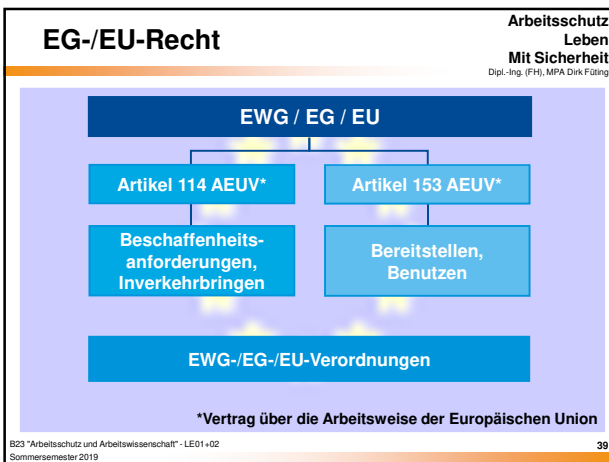 EG-/EU-Recht
Arbeitsschutz
Leben
Mit Sicherheit
Dipl.-Ing. (FH), MPA Dirk Füting
EWG / EG / EU
Artikel 114 AEUV*
Artikel 153 AEUV*
Beschaffenheits-
anforderungen,
Inverkehrbringen
Bereitstellen,
Benutzen
EWG-/EG-/EU-Verordnungen
*Vertrag über die Arbeitsweise der Europäischen Union
B23 "Arbeitsschutz und Arbeitswissenschaft" - LE01+02
Sommersemester 2019
39